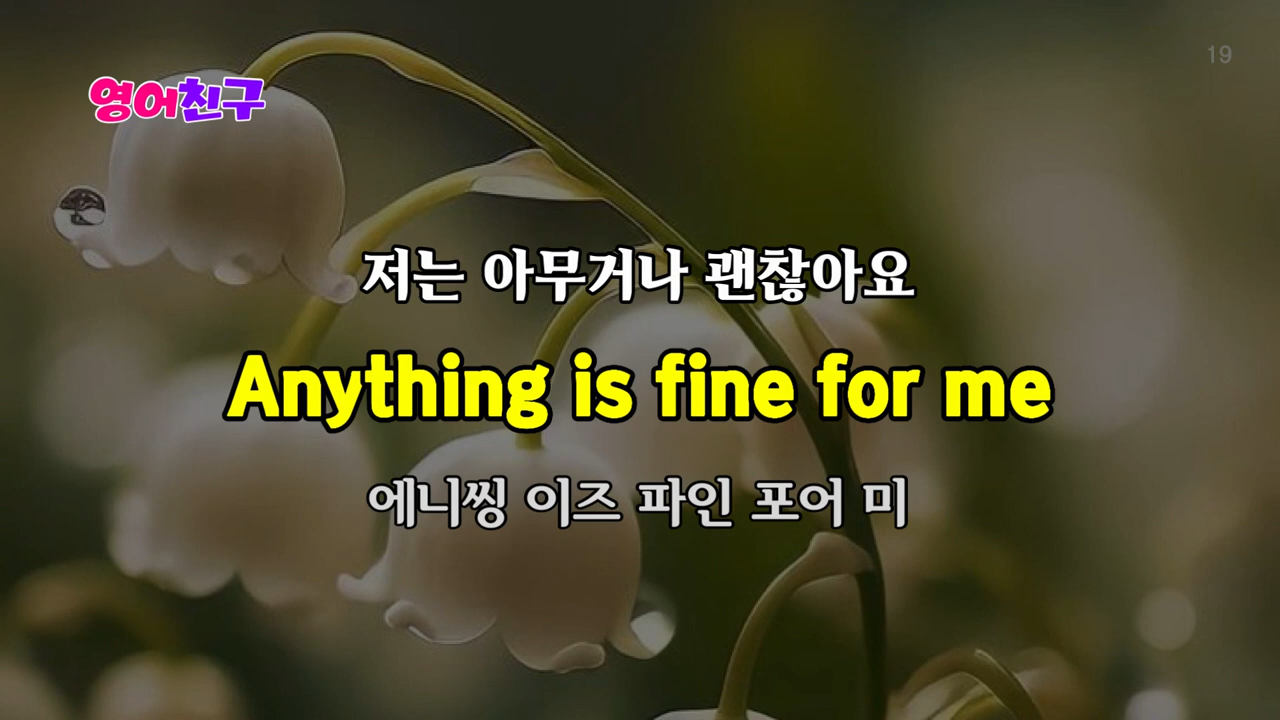 19
영어친구
저는 아무거나 괜찮아요
Anything is fine for me
에니씽 이즈 파인 포어 미